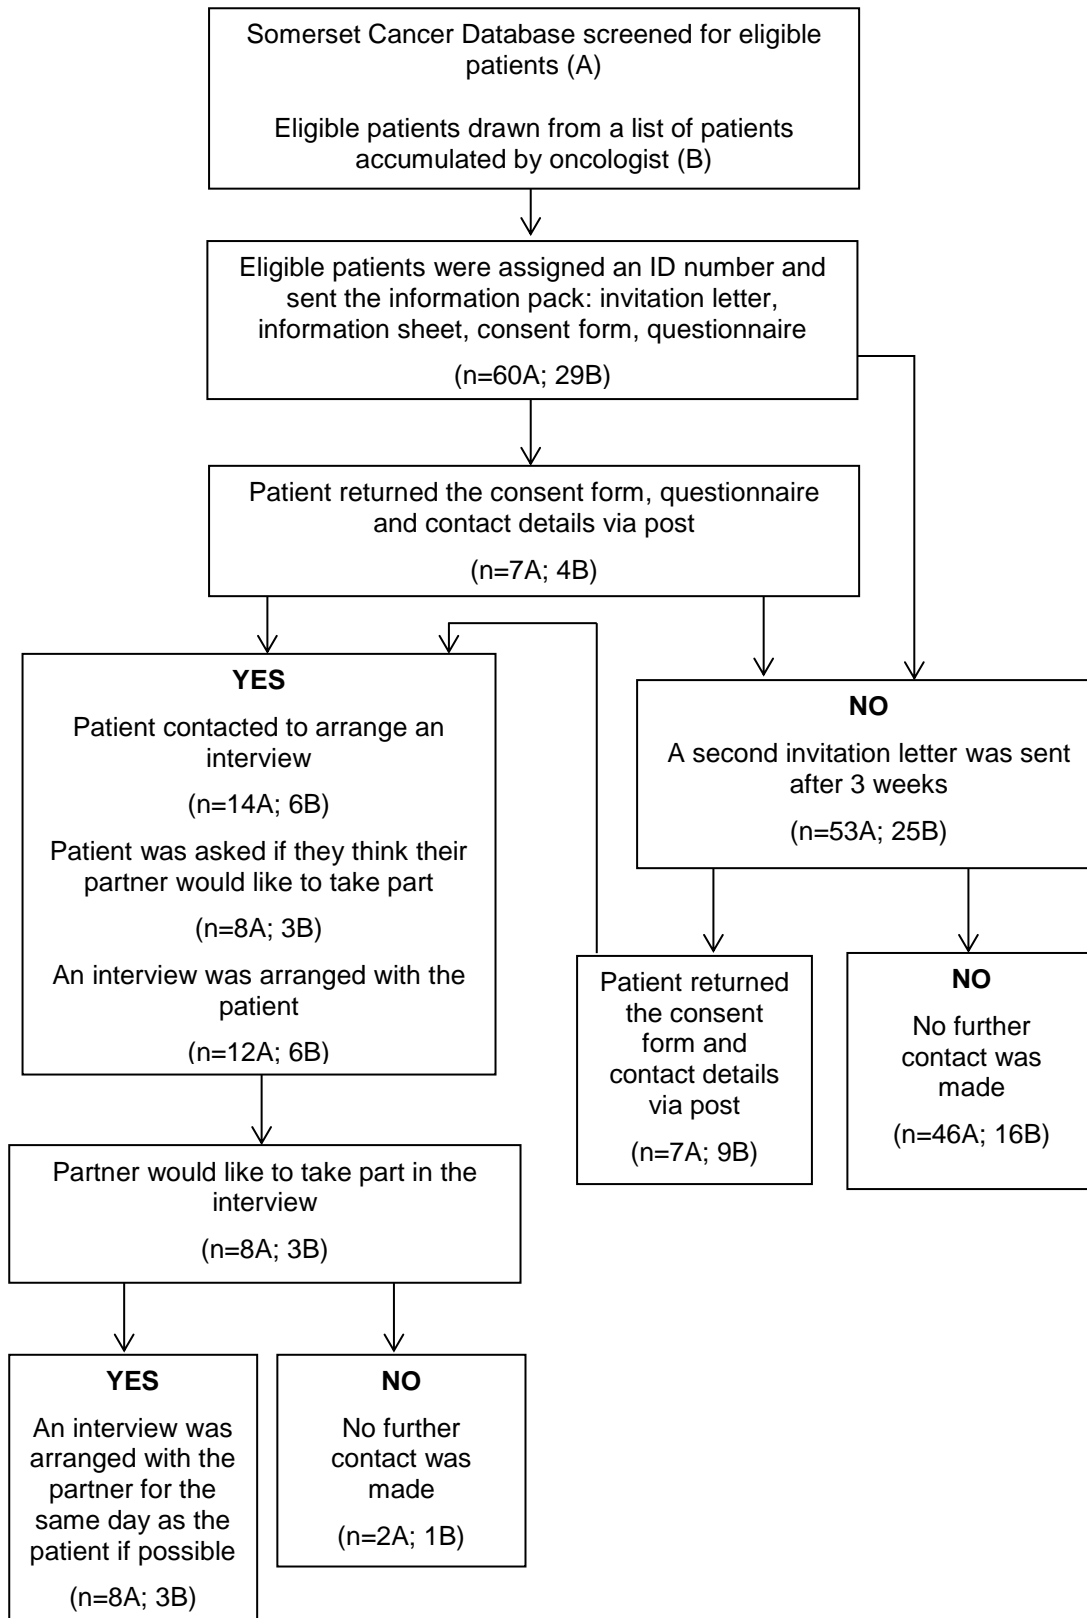 Somerset Cancer Database screened for eligible
patients (A)
Eligible patients drawn from a list of patients
accumulated by oncologist (B)
Eligible patients were assigned an ID number and
sent the information pack: invitation letter,
information sheet, consent form, questionnaire
(n=60A; 29B)
Patient returned the consent form, questionnaire
and contact details via post
(n=7A; 4B)
YES
Patient contacted to arrange an
interview
(n=14A; 6B)
Patient was asked if they think their
partner would like to take part
(n=8A; 3B)
An interview was arranged with the
patient
(n=12A; 6B)
NO
A second invitation letter was sent
after 3 weeks
(n=53A; 25B)
Patient returned
the consent
form and
contact details
via post
(n=7A; 9B)
NO
No further
contact was
made
(n=46A; 16B)
Partner would like to take part in the
interview
(n=8A; 3B)
YES
An interview was
arranged with the
partner for the
same day as the
patient if possible
(n=8A; 3B)
NO
No further
contact was
made
(n=2A; 1B)